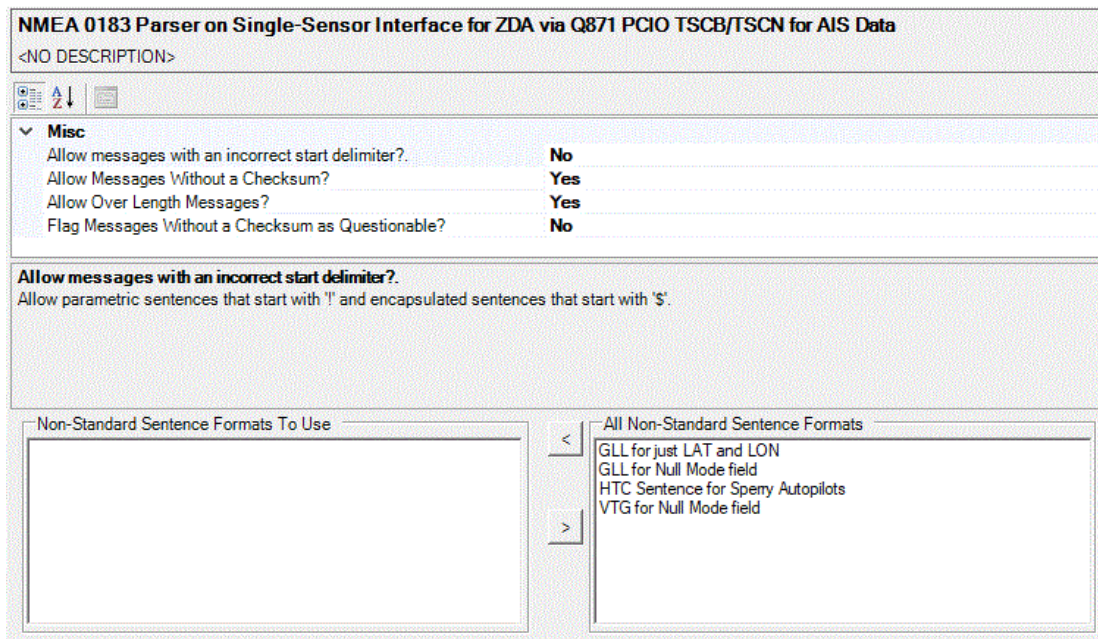 NMEA 0183 Parser on Single-Sensor Interface for ZDA via Q871 PCIO TSCB/TSCN for AIS Data
<NO DESCRIPTION>
Misc
Allow messages with an incorrect start delimiter?. No
Allow Messages Without a Checksum? Yes
Allow Over Length Messages? Yes
Flag Messages Without a Checksum as Questionable? No
Allow messages with an incorrect start delimiter?.
Allow parametric sentences that start with '!' and encapsulated sentences that start with '$'.
Non-Standard Sentence Formats To Use
<
>
All Non-Standard Sentence Formats
GLL for just LAT and LON
GLL for Null Mode field
HTC Sentence for Sperry Autopilots
VTG for Null Mode field